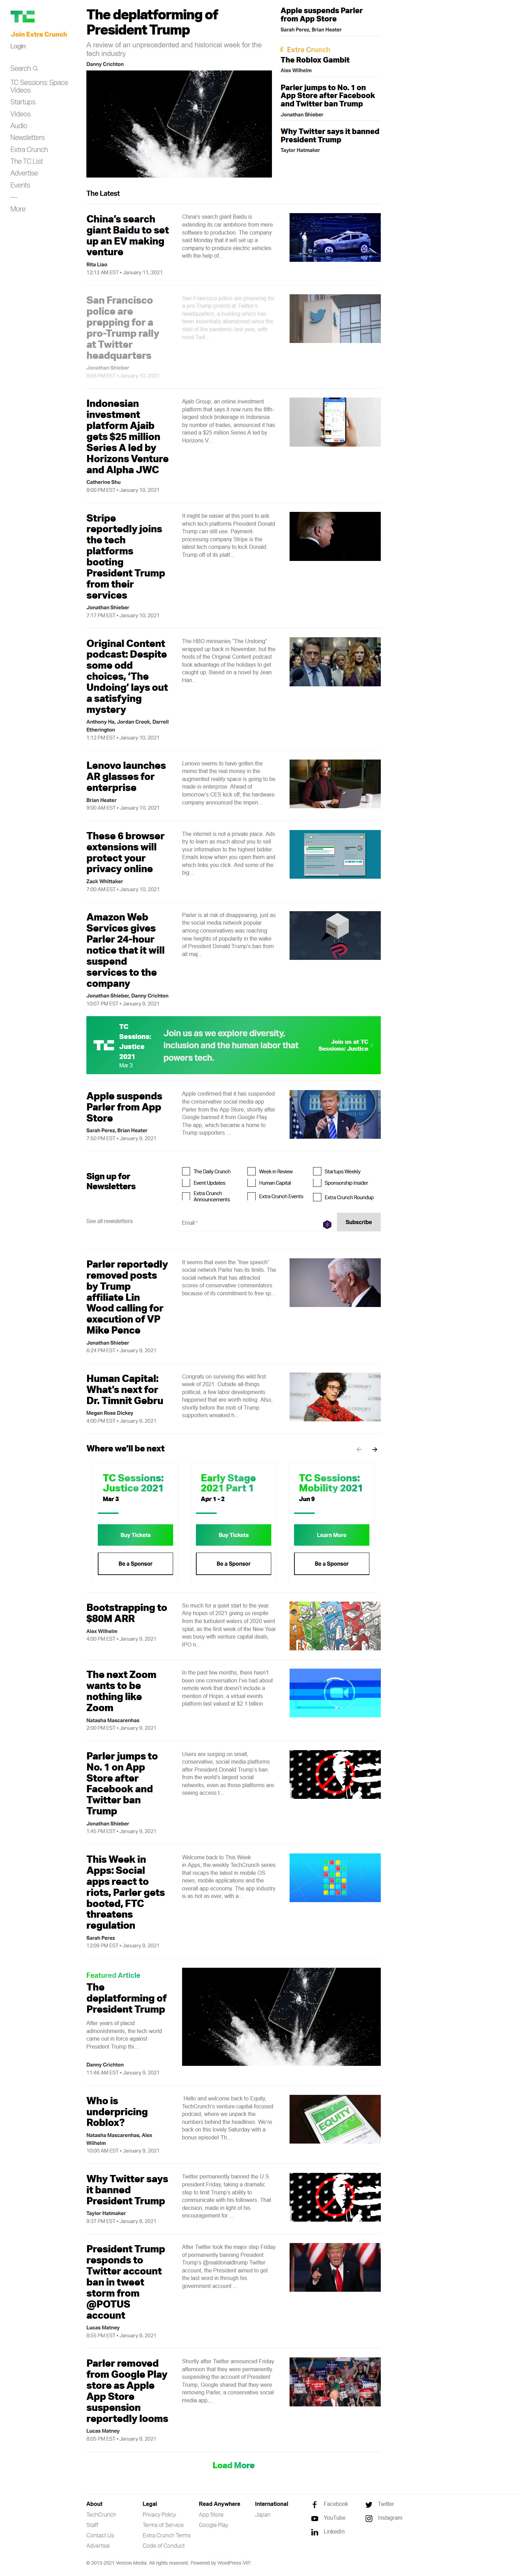 TC
Join Extra Crunch
Login
Search
TC Sessions: Space
Videos
Startups
Videos
Audio
Newsletters
Extra Crunch
The TC List
Advertise
Events
—
More
The deplatforming of
President Trump
A review of an unprecedented and historical week for the
tech industry
Danny Crichton
Apple suspends Parler
from App Store
Sarah Perez, Brian Heater
Extra Crunch
The Roblox Gambit
Alex Wilhelm
Parler jumps to No. 1 on
App Store after Facebook
and Twitter ban Trump
Jonathan Shieber
Why Twitter says it banned
President Trump
Taylor Hatmaker
The Latest
China's search
giant Baidu to set
up an EV making
venture
Rita Liao
12:12 AM EST • January 11, 2021
China's search giant Baidu is
extending its car ambitions from mere
software to production. The company
said Monday that it will set up a
company to produce electric vehicles
with the help of...
San Francisco
police are
prepping for a
pro-Trump rally
at Twitter
headquarters
Jonathan Shieber
9:56 PM EST • January 10, 2021
San Francisco police are preparing for
a pro-Trump protest at Twitter's
headquarters, a building which has
been essentially abandoned since the
start of the pandemic last year, with
most Twit...
Indonesian
investment
platform Ajaib
gets $25 million
Series A led by
Horizons Venture
and Alpha JWC
Catherine Shu
8:00 PM EST • January 10, 2021
Ajaib Group, an online investment
platform that says it now runs the fifth-
largest stock brokerage in Indonesia
by number of trades, announced it has
raised a $25 million Series A led by
Horizons V...
Stripe
reportedly joins
the tech
platforms
booting
President Trump
from their
services
Jonathan Shieber
7:17 PM EST • January 10, 2021
It might be easier at this point to ask
which tech platforms President Donald
Trump can still use. Payment-
processing company Stripe is the
latest tech company to kick Donald
Trump off of its platf...
Original Content
podcast: Despite
some odd
choices, 'The
Undoing' lays out
a satisfying
mystery
Anthony Ha, Jordan Crook, Darrell
Etherington
1:12 PM EST • January 10, 2021
The HBO miniseries "The Undoing"
wrapped up back in November, but the
hosts of the Original Content podcast
took advantage of the holidays to get
caught up. Based on a novel by Jean
Han...
Lenovo launches
AR glasses for
enterprise
Brian Heater
9:00 AM EST • January 10, 2021
Lenovo seems to have gotten the
memo that the real money in the
augmented reality space is going to be
made in enterprise. Ahead of
tomorrow's CES kick off, the hardware
company announced the impen...
These 6 browser
extensions will
protect your
privacy online
Zack Whittaker
7:00 AM EST • January 10, 2021
The internet is not a private place. Ads
try to learn as much about you to sell
your information to the highest bidder.
Emails know when you open them and
which links you click. And some of the
big...
Amazon Web
Services gives
Parler 24-hour
notice that it will
suspend
services to the
company
Jonathan Shieber, Danny Crichton
10:07 PM EST • January 9, 2021
Parler is at risk of disappearing, just as
the social media network popular
among conservatives was reaching
new heights of popularity in the wake
of President Donald Trump's ban from
all maj...
TC
TC
Sessions:
Justice
2021
Mar 3
Join us as we explore diversity,
inclusion and the human labor that
powers tech.
Join us at TC
Sessions: Justice
Apple suspends
Parler from App
Store
Sarah Perez, Brian Heater
7:50 PM EST • January 9, 2021
Apple confirmed that it has suspended
the conservative social media app
Parler from the App Store, shortly after
Google banned it from Google Play.
The app, which became a home to
Trump supporters ...
Sign up for
Newsletters
See all newsletters
The Daily Crunch
Week in Review
Startups Weekly
Event Updates
Human Capital
Sponsorship Insider
Extra Crunch
Announcements
Extra Crunch Events
Extra Crunch Roundup
Email *
Subscribe
Parler reportedly
removed posts
by Trump
affiliate Lin
Wood calling for
execution of VP
Mike Pence
Jonathan Shieber
6:24 PM EST • January 9, 2021
It seems that even the "free speech"
social network Parler has its limits. The
social network that has attracted
scores of conservative commentators
because of its commitment to free sp...
Human Capital:
What's next for
Dr. Timnit Gebru
Megan Rose Dickey
4:00 PM EST • January 9, 2021
Congrats on surviving this wild first
week of 2021. Outside all-things
political, a few labor developments
happened that are worth noting. Also,
shortly before the mob of Trump
supporters wreaked h...
Where we'll be next
TC Sessions:
Justice 2021
Mar 3
Buy Tickets
Be a Sponsor
Early Stage
2021 Part 1
Apr 1 - 2
Buy Tickets
Be a Sponsor
TC Sessions:
Mobility 2021
Jun 9
Learn More
Be a Sponsor
Bootstrapping to
$80M ARR
Alex Wilhelm
4:00 PM EST • January 9, 2021
So much for a quiet start to the year.
Any hopes of 2021 giving us respite
from the turbulent waters of 2020 went
splat, as the first week of the New Year
was busy with venture capital deals,
IPO n...
The next Zoom
wants to be
nothing like
Zoom
Natasha Mascarenhas
2:00 PM EST • January 9, 2021
In the past few months, there hasn't
been one conversation I've had about
remote work that doesn't include a
mention of Hopin, a virtual events
platform last valued at $2.1 billion.
Parler jumps to
No. 1 on App
Store after
Facebook and
Twitter ban
Trump
Jonathan Shieber
1:45 PM EST • January 9, 2021
Users are surging on small,
conservative, social media platforms
after President Donald Trump's ban
from the world's largest social
networks, even as those platforms are
seeing access t...
This Week in
Apps: Social
apps react to
riots, Parler gets
booted, FTC
threatens
regulation
Sarah Perez
12:09 PM EST • January 9, 2021
Welcome back to This Week
in Apps, the weekly TechCrunch series
that recaps the latest in mobile OS
news, mobile applications and the
overall app economy. The app industry
is as hot as ever, with a...
Featured Article
The
deplatforming of
President Trump
After years of placid
admonishments, the tech world
came out in force against
President Trump thi...
Danny Crichton
11:46 AM EST • January 9, 2021
Who is
underpricing
Roblox?
Natasha Mascarenhas, Alex
Wilhelm
10:00 AM EST • January 9, 2021
Hello and welcome back to Equity,
TechCrunch's venture-capital-focused
podcast, where we unpack the
numbers behind the headlines. We're
back on this lovely Saturday with a
bonus episode! Th...
EQUITY
Why Twitter says
it banned
President Trump
Taylor Hatmaker
9:37 PM EST • January 8, 2021
Twitter permanently banned the U.S.
president Friday, taking a dramatic
step to limit Trump's ability to
communicate with his followers. That
decision, made in light of his
encouragement for ...
President Trump
responds to
Twitter account
ban in tweet
storm from
@POTUS
account
Lucas Matney
8:55 PM EST • January 8, 2021
After Twitter took the major step Friday
of permanently banning President
Trump's @realdonaldtrump Twitter
account, the President aimed to get
the last word in through his
government account ...
Parler removed
from Google Play
store as Apple
App Store
suspension
reportedly looms
Lucas Matney
8:05 PM EST • January 8, 2021
Shortly after Twitter announced Friday
afternoon that they were permanently
suspending the account of President
Trump, Google shared that they were
removing Parler, a conservative social
media app,...
Load More
About
TechCrunch
Staff
Contact Us
Advertise
Legal
Privacy Policy
Terms of Service
Extra Crunch Terms
Code of Conduct
Read Anywhere
App Store
Google Play
International
Japan
Facebook
Twitter
YouTube
Instagram
LinkedIn
© 2013-2021 Verizon Media. All rights reserved. Powered by WordPress VIP